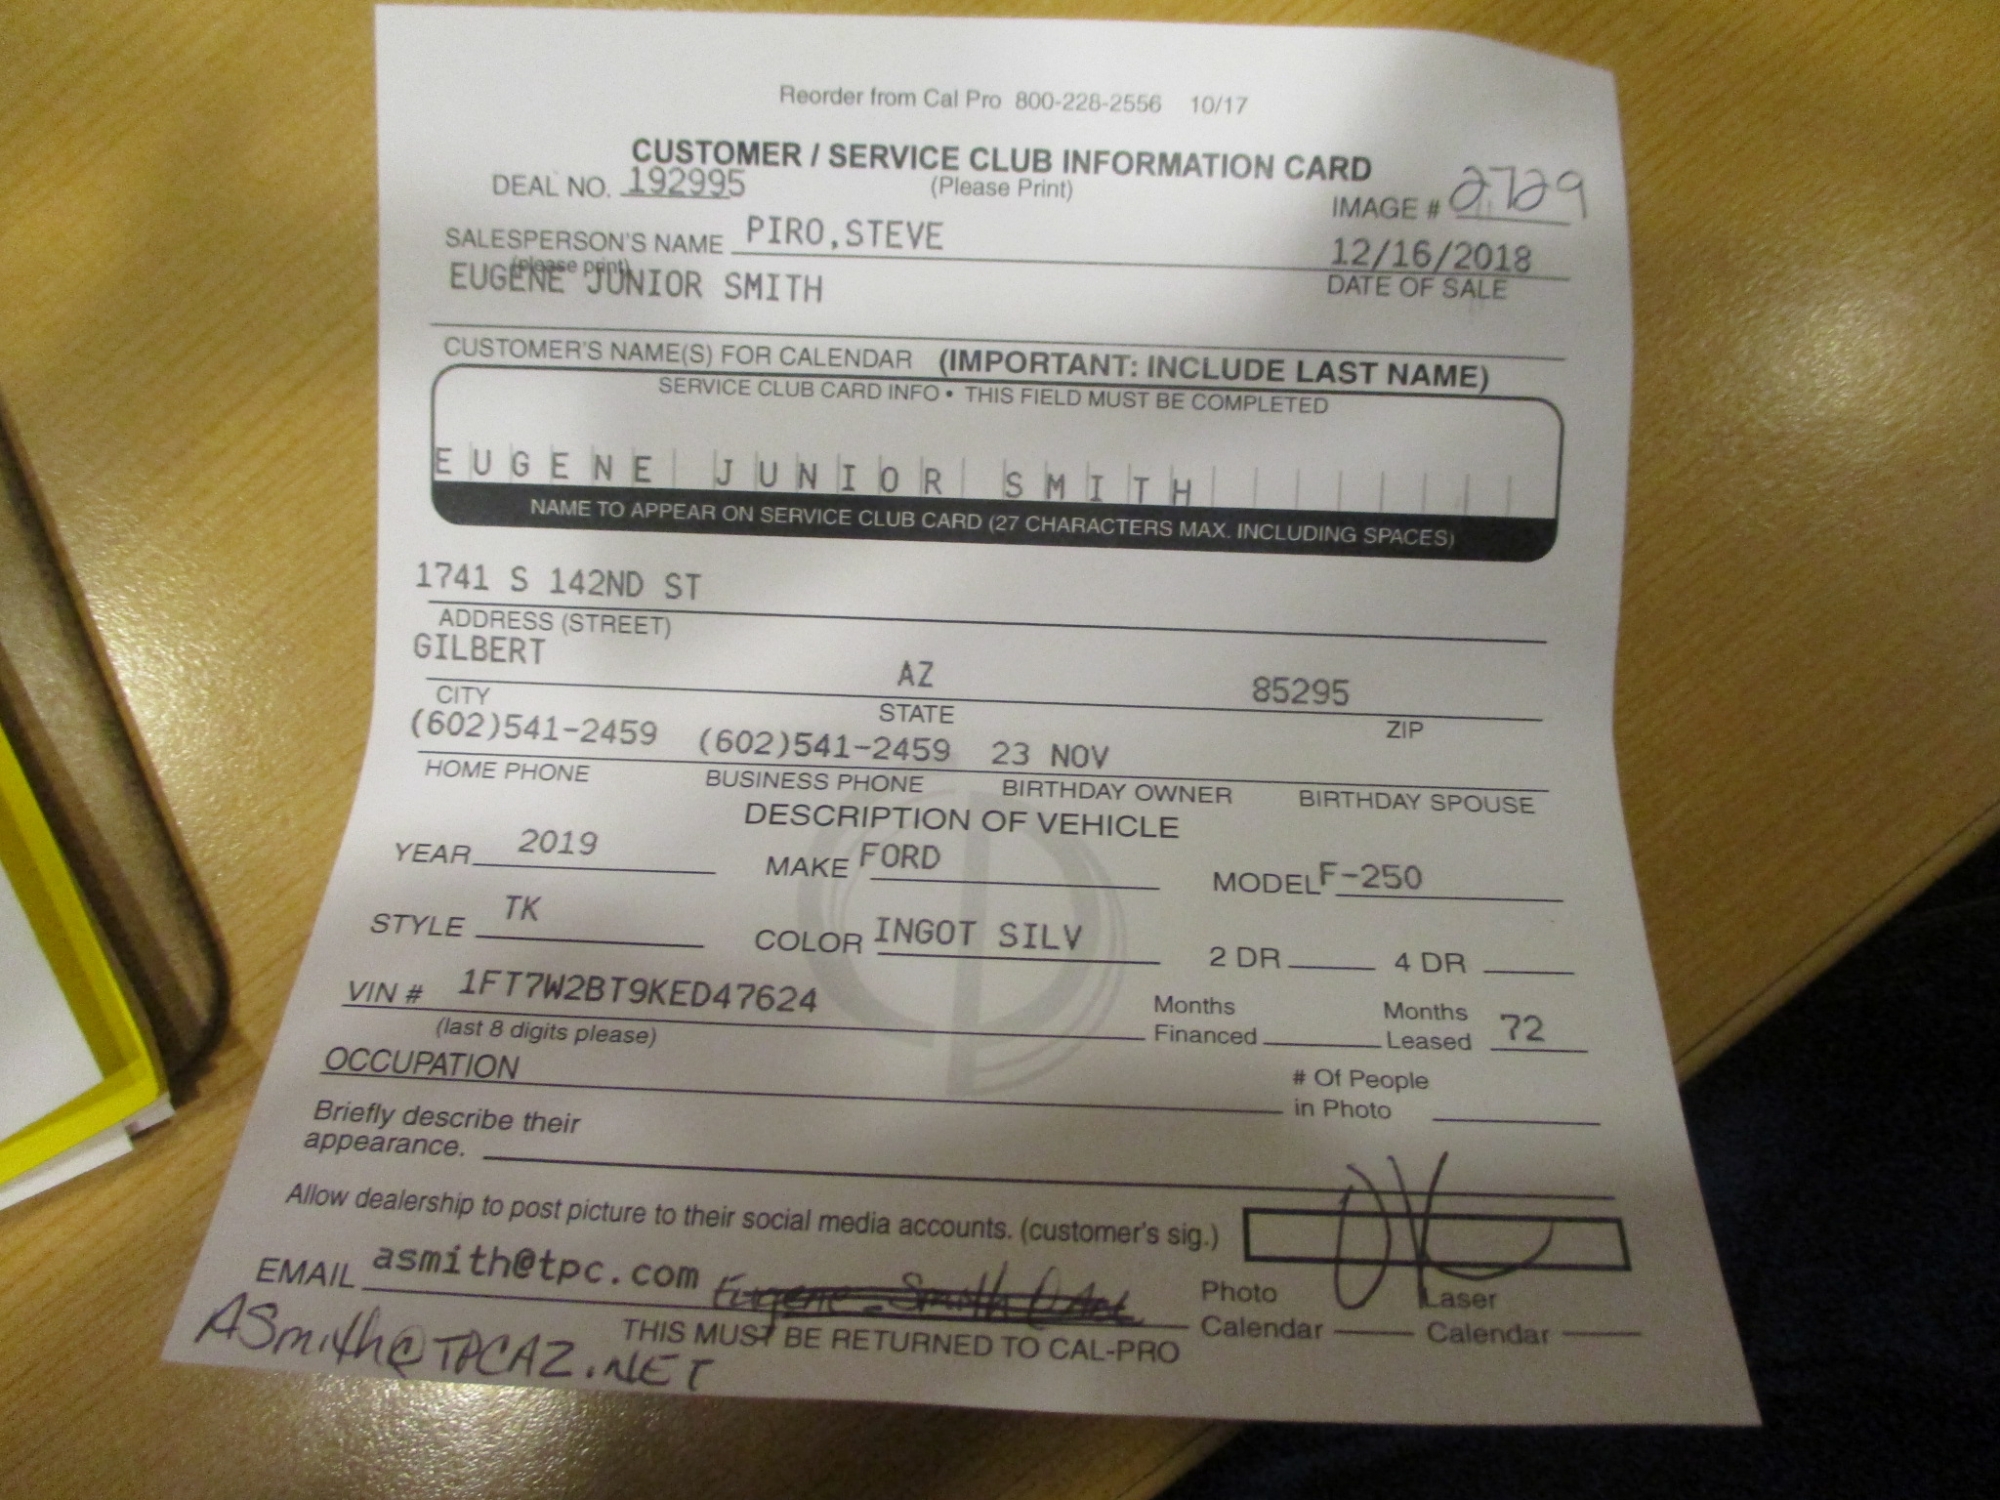 Reorder from Cal Pro 800-228-2556 10/17
CUSTOMER / SERVICE CLUB INFORMATION CARD
DEAL NO. 192995 (Please Print) IMAGE # 2729
SALESPERSON'S NAME PIRO,STEVE 12/16/2018
(please print) DATE OF SALE
EUGENE JUNIOR SMITH
CUSTOMER'S NAME(S) FOR CALENDAR (IMPORTANT: INCLUDE LAST NAME)
SERVICE CLUB CARD INFO • THIS FIELD MUST BE COMPLETED
EUGENE JUNIOR SMITH
NAME TO APPEAR ON SERVICE CLUB CARD (27 CHARACTERS MAX. INCLUDING SPACES)
1741 S 142ND ST
ADDRESS (STREET)
GILBERT AZ 85295
CITY STATE ZIP
(602)541-2459 (602)541-2459 23 NOV
HOME PHONE BUSINESS PHONE BIRTHDAY OWNER BIRTHDAY SPOUSE
DESCRIPTION OF VEHICLE
YEAR 2019 MAKE FORD MODEL F-250
STYLE TK COLOR INGOT SILV 2 DR 4 DR
VIN # 1FT7W2BT9KED47624 Months Financed Months Leased 72
(last 8 digits please)
OCCUPATION # Of People in Photo
Briefly describe their
appearance.
Allow dealership to post picture to their social media accounts. (customer's sig.)
EMAIL asmith@tpc.com Eugene Smith Photo Calendar Laser Calendar
THIS MUST BE RETURNED TO CAL-PRO
ASmith@TPCAZ.NET